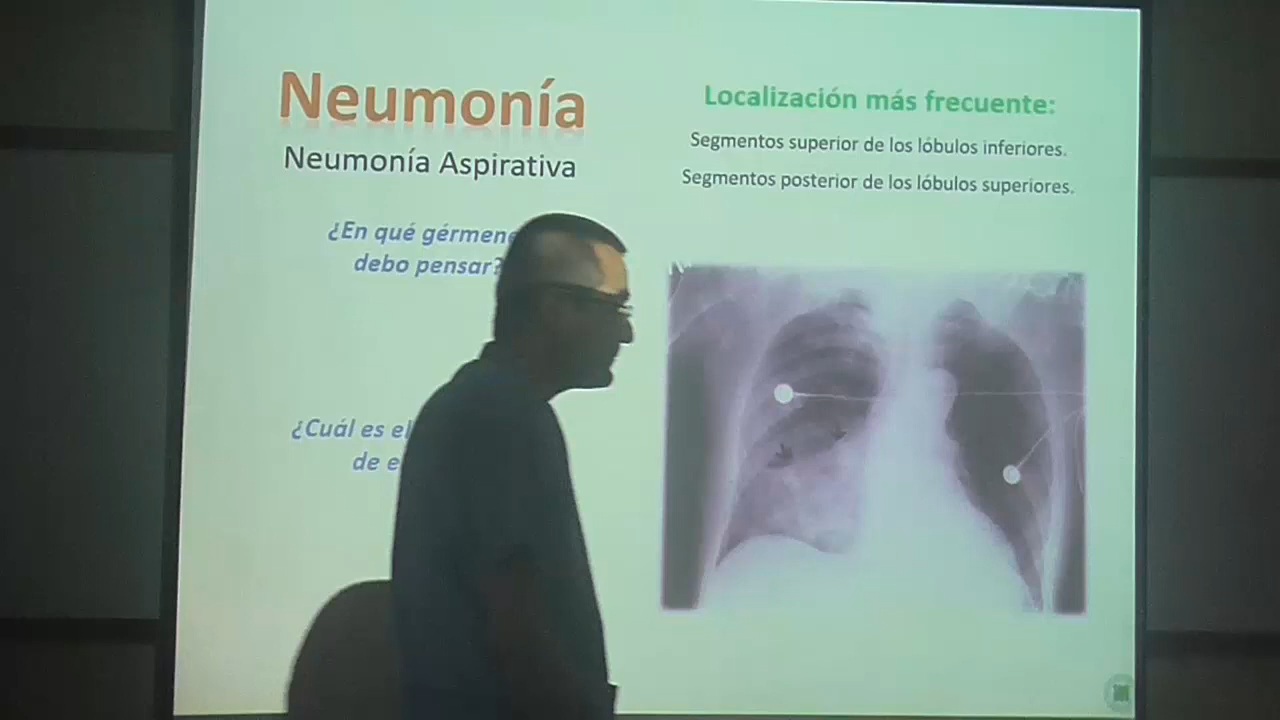 Neumonía
Neumonía Aspirativa
¿En qué gérmene
debo pensar?
¿Cuál es el
de e
Localización más frecuente:
Segmentos superior de los lóbulos inferiores.
Segmentos posterior de los lóbulos superiores.